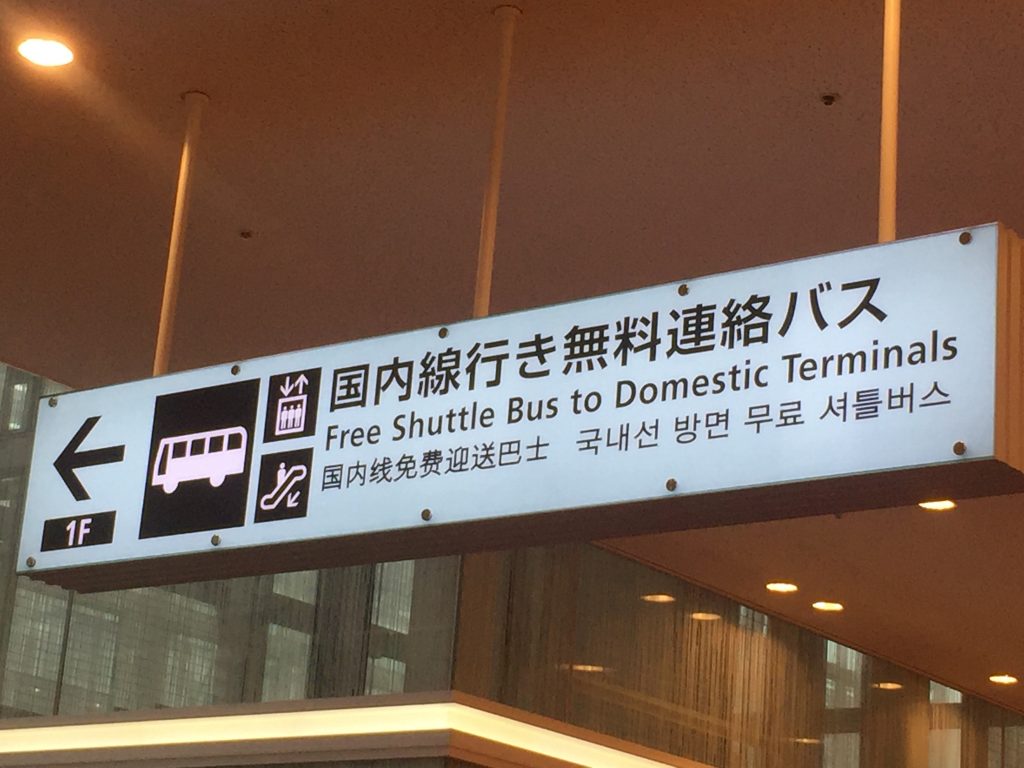 国内線行き無料連絡バス
Free Shuttle Bus to Domestic Terminals
国内线免费迎送巴士 국내선 방면 무료 셔틀버스
1F